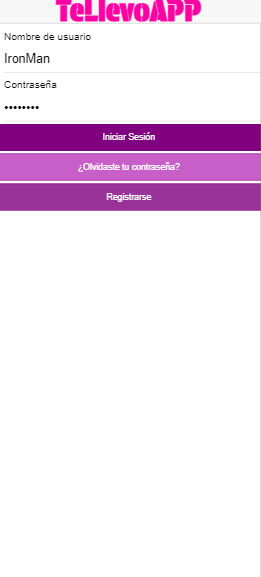 TeLlevoAPP
Nombre de usuario
IronMan
Contraseña
••••••••
Iniciar Sesión
¿Olvidaste tu contraseña?
Registrarse